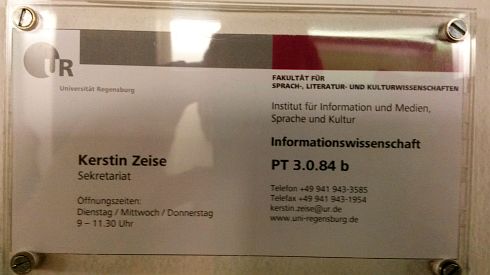 UR
Universität Regensburg
FAKULTÄT FÜR
SPRACH-, LITERATUR- UND KULTURWISSENSCHAFTEN
Institut für Information und Medien,
Sprache und Kultur
Informationswissenschaft
PT 3.0.84 b
Telefon +49 941 943-3585
Telefax +49 941 943-1954
kerstin.zeise@ur.de
www.uni-regensburg.de
Kerstin Zeise
Sekretariat
Öffnungszeiten:
Dienstag / Mittwoch / Donnerstag
9 – 11.30 Uhr